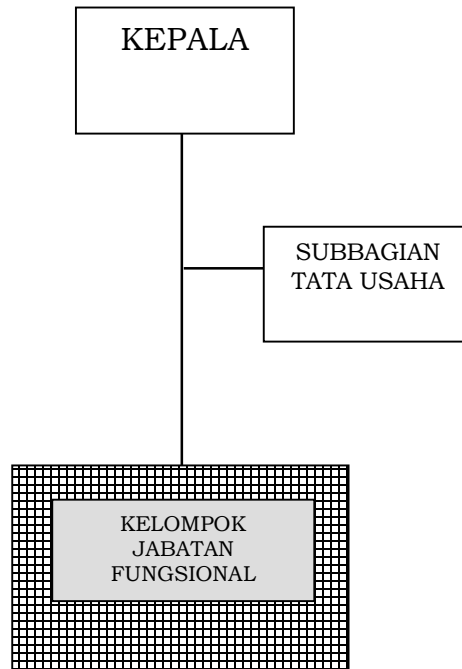 KEPALA
SUBBAGIAN
TATA USAHA
KELOMPOK
JABATAN
FUNGSIONAL